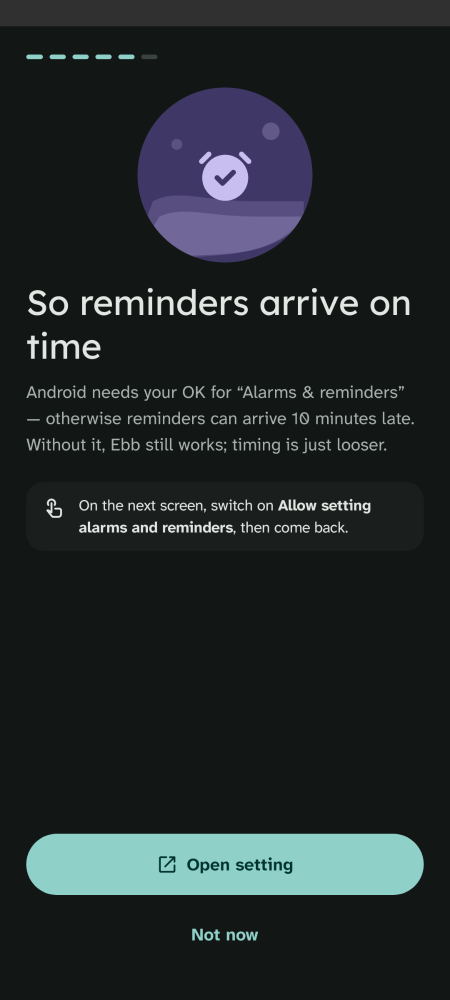 So reminders arrive on
time
Android needs your OK for “Alarms & reminders”
— otherwise reminders can arrive 10 minutes late.
Without it, Ebb still works; timing is just looser.
On the next screen, switch on Allow setting
alarms and reminders, then come back.
Open setting
Not now